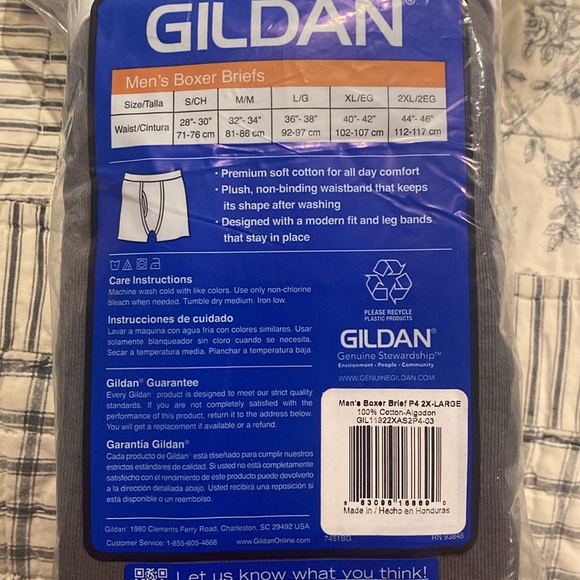 GILDAN®
Men's Boxer Briefs
Size/Talla S/CH M/M L/G XL/EG 2XL/2EG
Waist/Cintura 28"- 30" 71-76 cm 32"- 34" 81-86 cm 36"- 38" 92-97 cm 40"- 42" 102-107 cm 44"- 46" 112-117 cm
• Premium soft cotton for all day comfort
• Plush, non-binding waistband that keeps
its shape after washing
• Designed with a modern fit and leg bands
that stay in place
Care Instructions
Machine wash cold with like colors. Use only non-chlorine
bleach when needed. Tumble dry medium. Iron low.
Instrucciones de cuidado
Lavar a máquina con agua fria con colores similares. Usar
solamente blanqueador sin cloro cuando se necesita.
Secar a temperatura media. Planchar a temperatura baja.
PLEASE RECYCLE
PLASTIC PRODUCTS
GILDAN®
Genuine Stewardship™
Environment • People • Community
WWW.GENUINEGILDAN.COM
Gildan® Guarantee
Every Gildan® product is designed to meet our strict quality
standards. If you are not completely satisfied with the
performance of this product, return it to the address below.
You will get a replacement if available or a refund.
Garantía Gildan®
Cada producto de Gildan® está diseñado para cumplir nuestros
estrictos estándares de calidad. Si usted no está completamente
satisfecho con el rendimiento de este producto puede devolverlo
a la dirección detallada abajo. Usted recibirá una reposición si
está disponible o un reembolso.
Men's Boxer Brief P4 2X-LARGE
100% Cotton-Algodon
GIL11822XAS2P4-03
Made in / Hecho en Honduras
Gildan® 1980 Clements Ferry Road, Charleston, SC 29492 USA
Customer Service: 1-855-605-4666 www.GildanOnline.com 7451BG RN 93846
Let us know what you think!